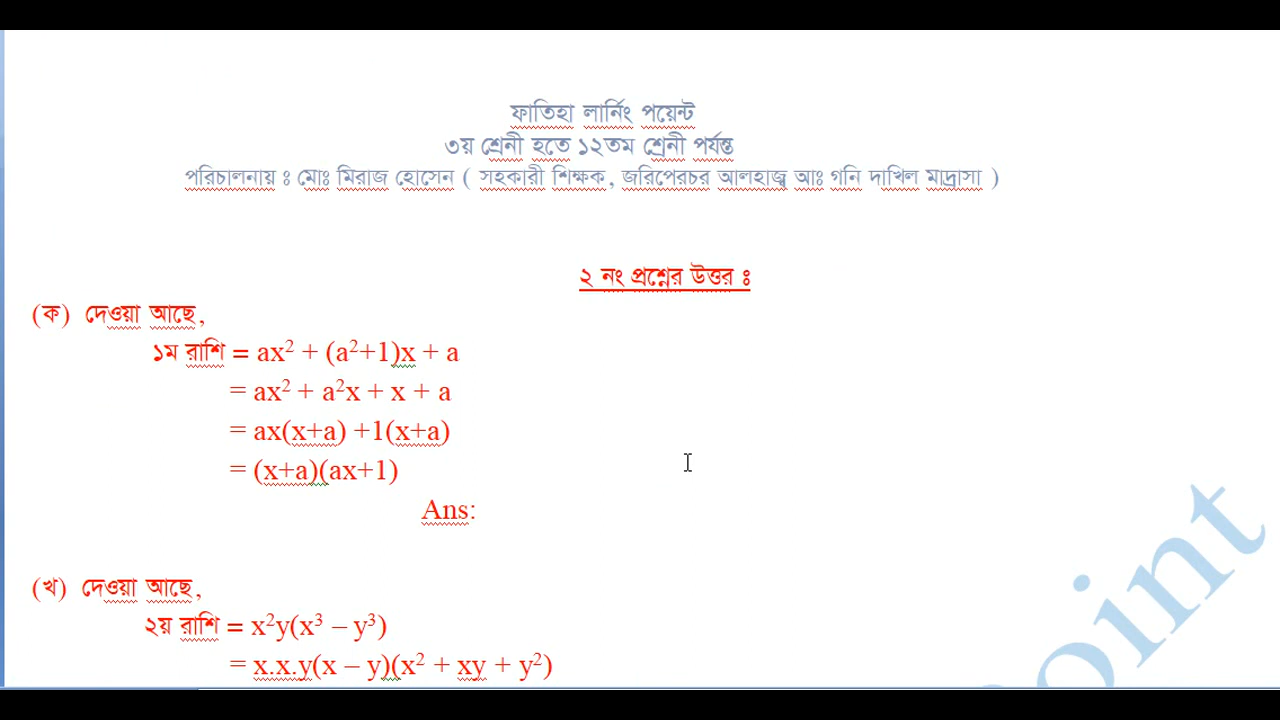 ফাতিহা লার্নিং পয়েন্ট
৩য় শ্রেনী হতে ১২তম শ্রেনী পর্যন্ত
পরিচালনায় ঃ মোঃ মিরাজ হোসেন ( সহকারী শিক্ষক, জরিপেরচর আলহাজ্ব আঃ গনি দাখিল মাদ্রাসা )
২ নং প্রশ্নের উত্তর ঃ
(ক) দেওয়া আছে,
১ম রাশি = ax² + (a²+1)x + a
= ax² + a²x + x + a
= ax(x+a) +1(x+a)
= (x+a)(ax+1)
Ans:
(খ) দেওয়া আছে,
২য় রাশি = x²y(x³ – y³)
= x.x.y(x – y)(x² + xy + y²)
oint